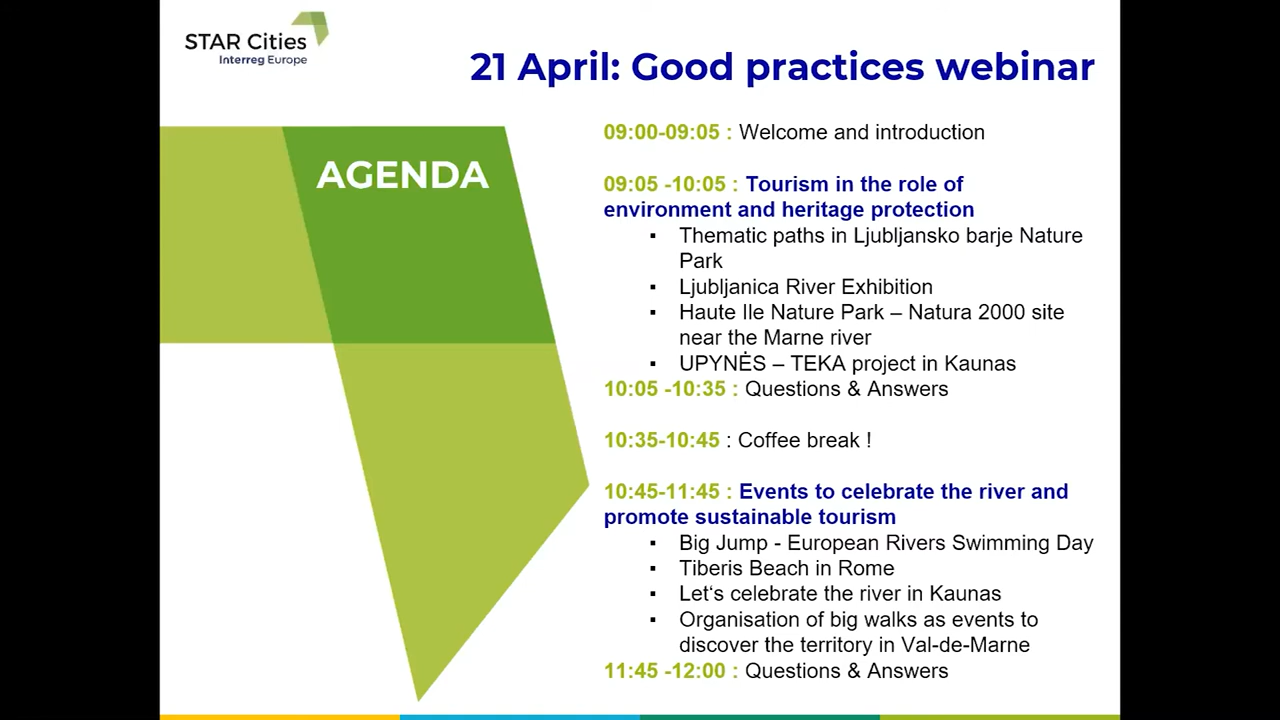 STAR Cities
Interreg Europe
21 April: Good practices webinar
AGENDA
09:00-09:05 : Welcome and introduction
09:05 -10:05 : Tourism in the role of
environment and heritage protection
▪ Thematic paths in Ljubljansko barje Nature
Park
▪ Ljubljanica River Exhibition
▪ Haute Ile Nature Park – Natura 2000 site
near the Marne river
▪ UPYNĖS – TEKA project in Kaunas
10:05 -10:35 : Questions & Answers
10:35-10:45 : Coffee break !
10:45-11:45 : Events to celebrate the river and
promote sustainable tourism
▪ Big Jump - European Rivers Swimming Day
▪ Tiberis Beach in Rome
▪ Let‘s celebrate the river in Kaunas
▪ Organisation of big walks as events to
discover the territory in Val-de-Marne
11:45 -12:00 : Questions & Answers